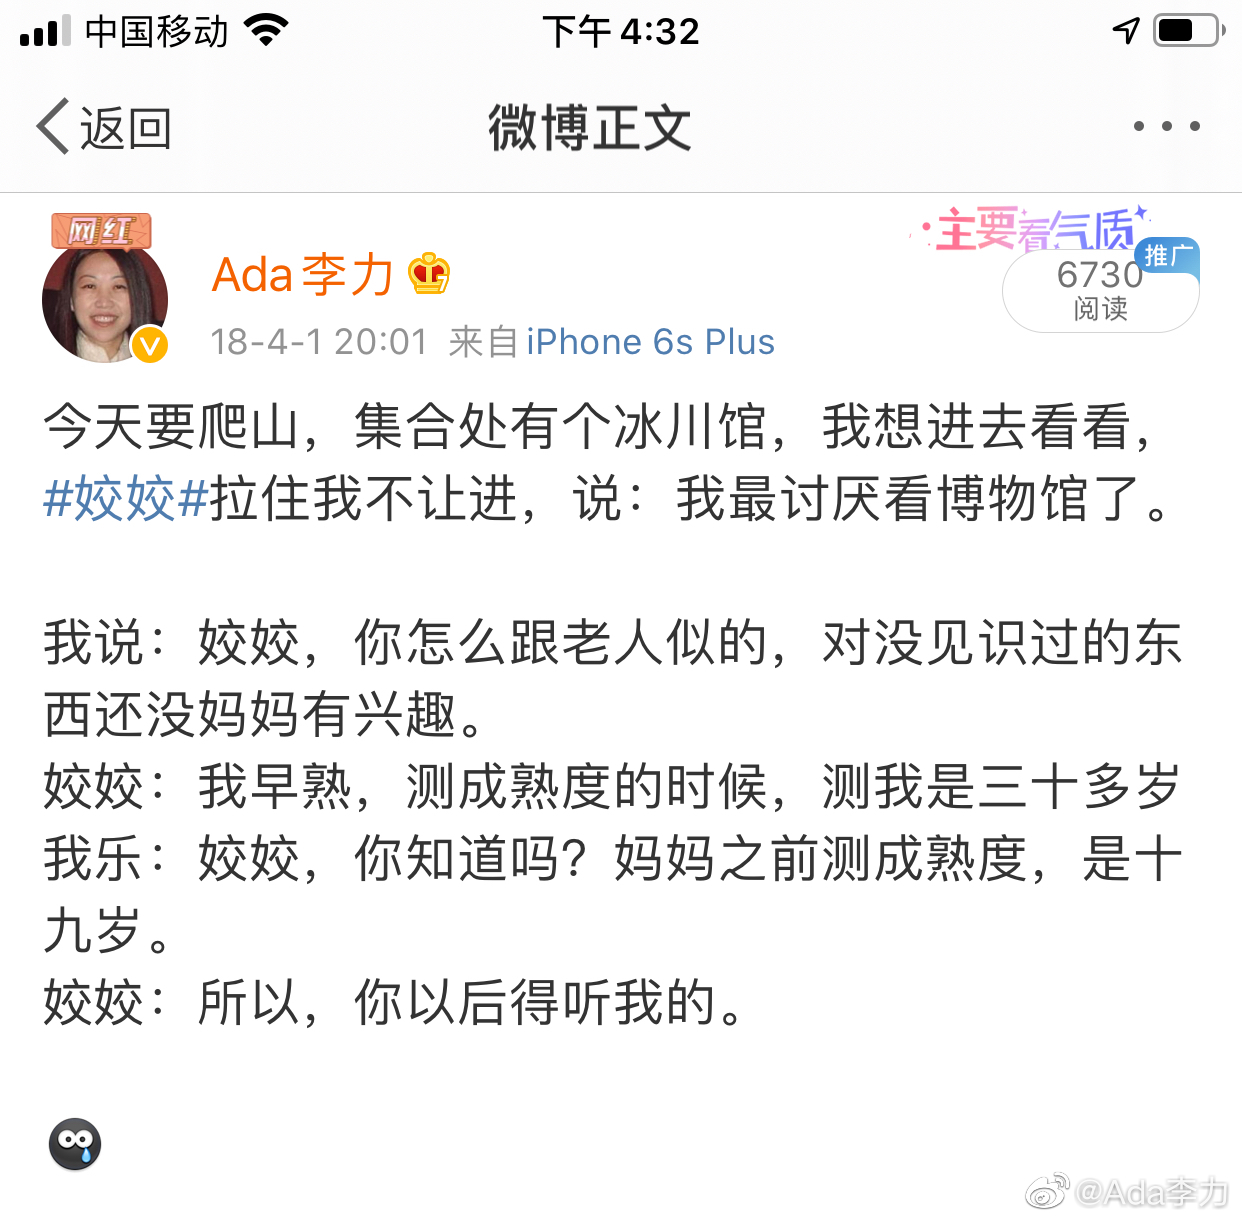 中国移动
下午4:32
返回
微博正文
网红
主要看气质
Ada李力
7
推广
6730
阅读
18-4-1 20:01 来自iPhone 6s Plus
V
今天要爬山，集合处有个冰川馆，我想进去看看，
#姣姣#拉住我不让进，说：我最讨厌看博物馆了。
我说：姣姣，你怎么跟老人似的，对没见识过的东
西还没妈妈有兴趣。
姣姣：我早熟，测成熟度的时候，测我是三十多岁
我乐：姣姣，你知道吗？妈妈之前测成熟度，是十
九岁。
姣姣：所以，你以后得听我的。
@Ada李力